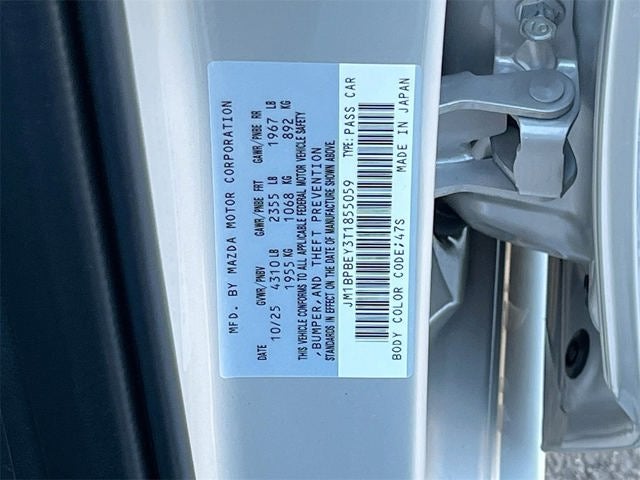 MFD. BY MAZDA MOTOR CORPORATION
DATE GVWR/PNBV GAWR/PNBE FRT GAWR/PNBE RR
10/25 4310 LB 2355 LB 1967 LB
1955 KG 1068 KG 892 KG
THIS VEHICLE CONFORMS TO ALL APPLICABLE FEDERAL MOTOR VEHICLE SAFETY
,BUMPER,AND THEFT PREVENTION
STANDARDS IN EFFECT ON THE DATE OF MANUFACTURE SHOWN ABOVE.
JM1BPBEY3T1855059 TYPE:PASS CAR
BODY COLOR CODE;47S MADE IN JAPAN